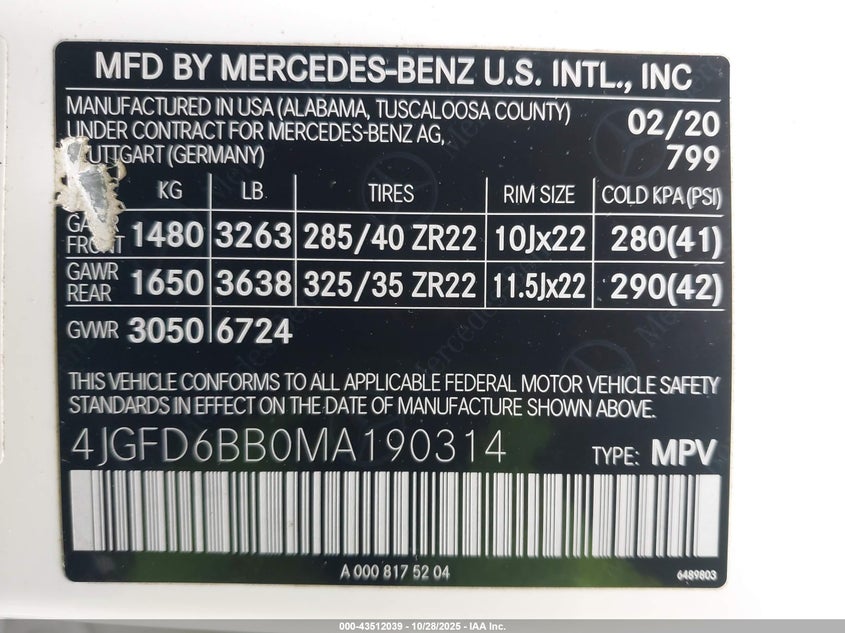 MFD BY MERCEDES-BENZ U.S. INTL., INC
MANUFACTURED IN USA (ALABAMA, TUSCALOOSA COUNTY)
UNDER CONTRACT FOR MERCEDES-BENZ AG,
TUTTGART (GERMANY)
02/20
799
KG LB TIRES RIM SIZE COLD KPA (PSI)
GAWR FRONT 1480 3263 285/40 ZR22 10Jx22 280(41)
GAWR REAR 1650 3638 325/35 ZR22 11.5Jx22 290(42)
GVWR 3050 6724
THIS VEHICLE CONFORMS TO ALL APPLICABLE FEDERAL MOTOR VEHICLE SAFETY
STANDARDS IN EFFECT ON THE DATE OF MANUFACTURE SHOWN ABOVE.
4JGFD6BB0MA190314 TYPE: MPV
A 000 817 52 04
6489803
000-43512039 | 10/28/2025 - IAA Inc.